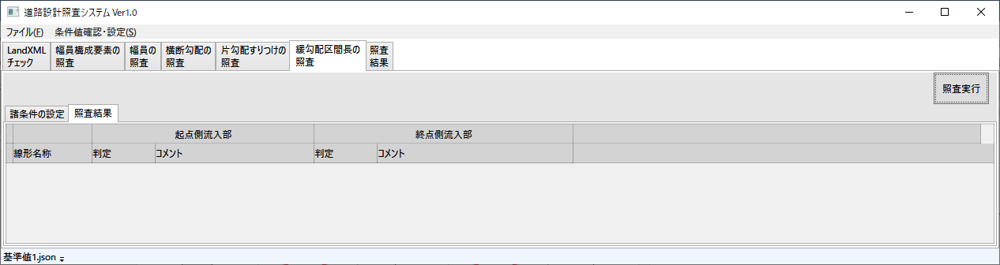 道路設計照査システム Ver1.0
ファイル(F) 条件値確認・設定(S)
LandXML
チェック
幅員構成要素の
照査
幅員の
照査
横断勾配の
照査
片勾配すりつけの
照査
緩勾配区間長の
照査
照査
結果
照査実行
諸条件の設定 照査結果
起点側流入部 終点側流入部
線形名称 判定 コメント 判定 コメント
基準値1.json